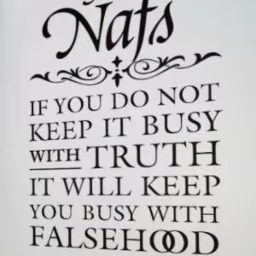 Nafs
IF YOU DO NOT
KEEP IT BUSY
WITH TRUTH
IT WILL KEEP
YOU BUSY WITH
FALSEHOOD